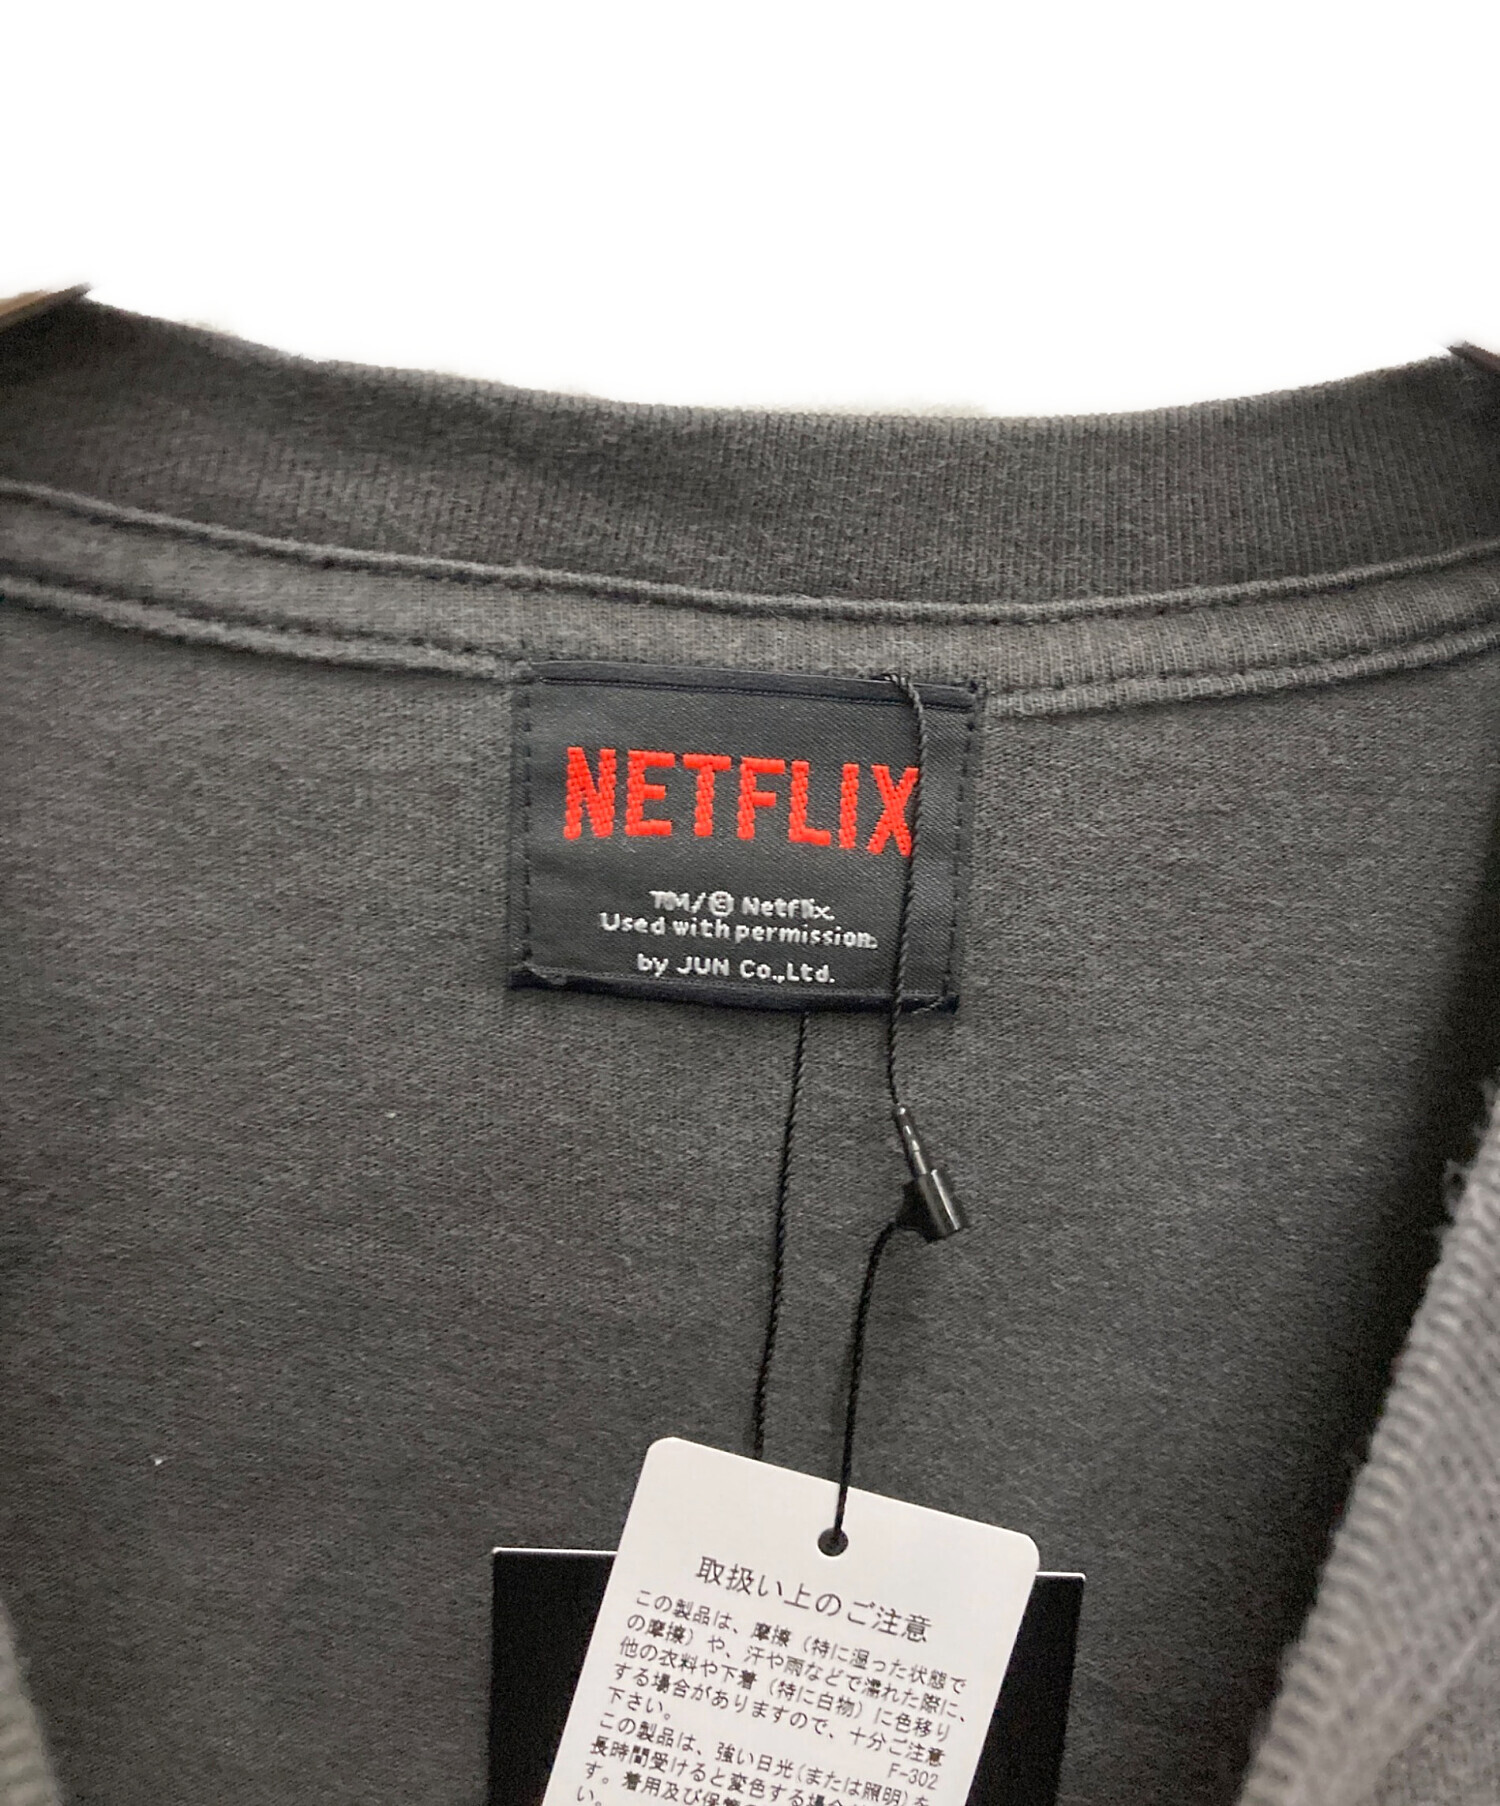 NETFLIX
TM/© Netflix.
Used with permission.
by JUN Co.,Ltd.
取扱い上のご注意
この製品は、摩擦（特に湿った状態で
の摩擦）や、汗や雨などで濡れた際に、
他の衣料や下着（特に白物）に色移り
する場合がありますので、十分ご注意
下さい。
F-302
この製品は、強い日光(または照明)を
長時間受けると変色する場合が
す。着用及び保管
い。